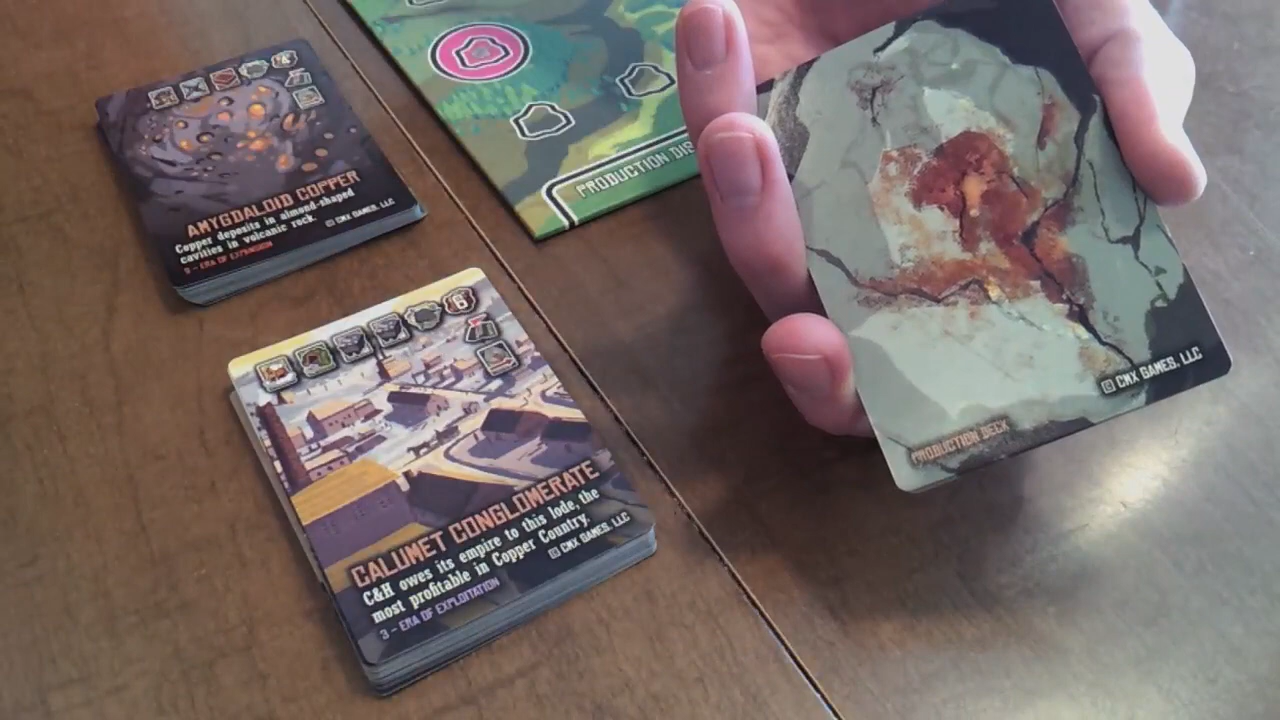 AMYGDALOID COPPER
Copper deposits in almond-shaped
cavities in volcanic rock.
© CMX GAMES, LLC
9 - ERA OF EXPANSION
PRODUCTION DIS
CALUMET CONGLOMERATE
C&H owes its empire to this lode, the
most profitable in Copper Country.
© CMX GAMES, LLC
3 - ERA OF EXPLOITATION
© CMX GAMES, LLC
PRODUCTION DECK